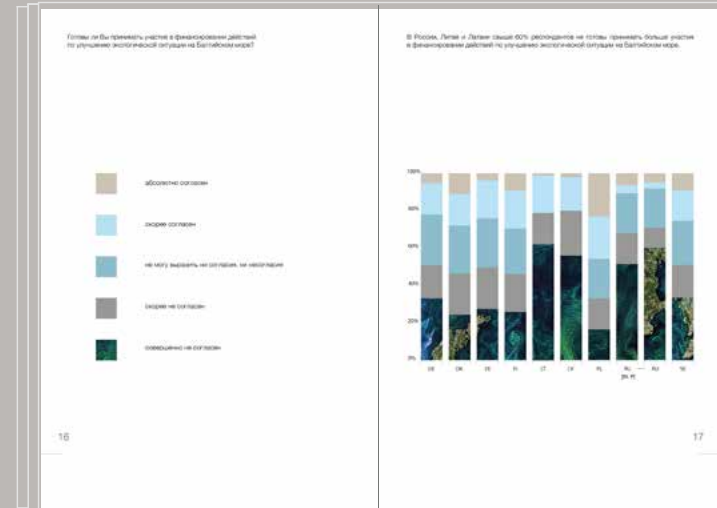 Готовы ли Вы принимать участие в финансировании действий
по улучшению экологической ситуации на Балтийском море?
абсолютно согласен
скорее согласен
не могу выразить ни согласия, ни несогласия
скорее не согласен
совершенно не согласен
16
В России, Литве и Латвии свыше 60% респондентов не готовы принимать больше участия
в финансировании действий по улучшению экологической ситуации на Балтийском море.
100%
80%
60%
40%
20%
0%
DE DK EE FI LT LV PL RU — RU SE
17